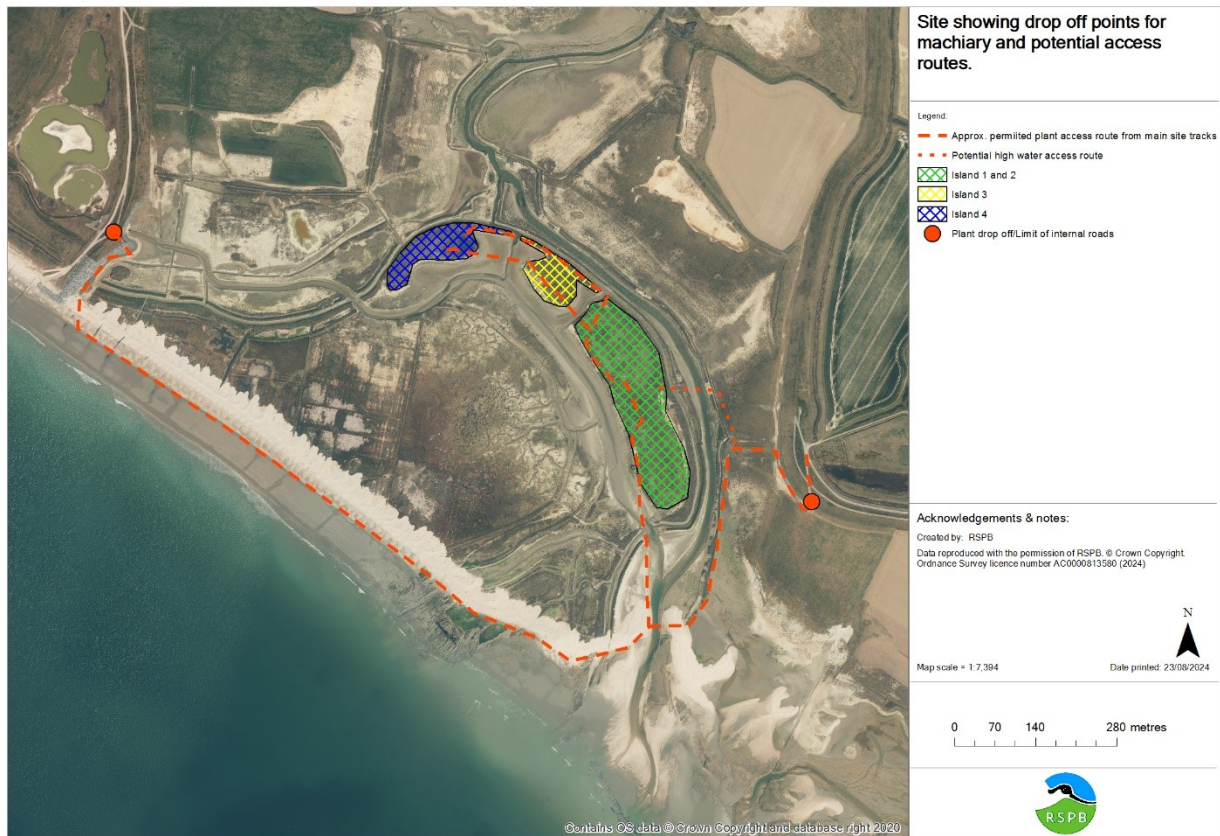 Site showing drop off points for
machiary and potential access
routes.
Legend:
Approx. permiited plant access route from main site tracks
Potential high water access route
Island 1 and 2
Island 3
Island 4
Plant drop off/Limit of internal roads
Acknowledgements & notes:
Created by: RSPB
Data reproduced with the permission of RSPB. © Crown Copyright.
Ordnance Survey licence number AC0000813580 (2024)
N
Map scale = 1:7,394
Date printed: 23/08/2024
0 70 140 280 metres
RSPB
Contains OS data © Crown Copyright and database right 2020